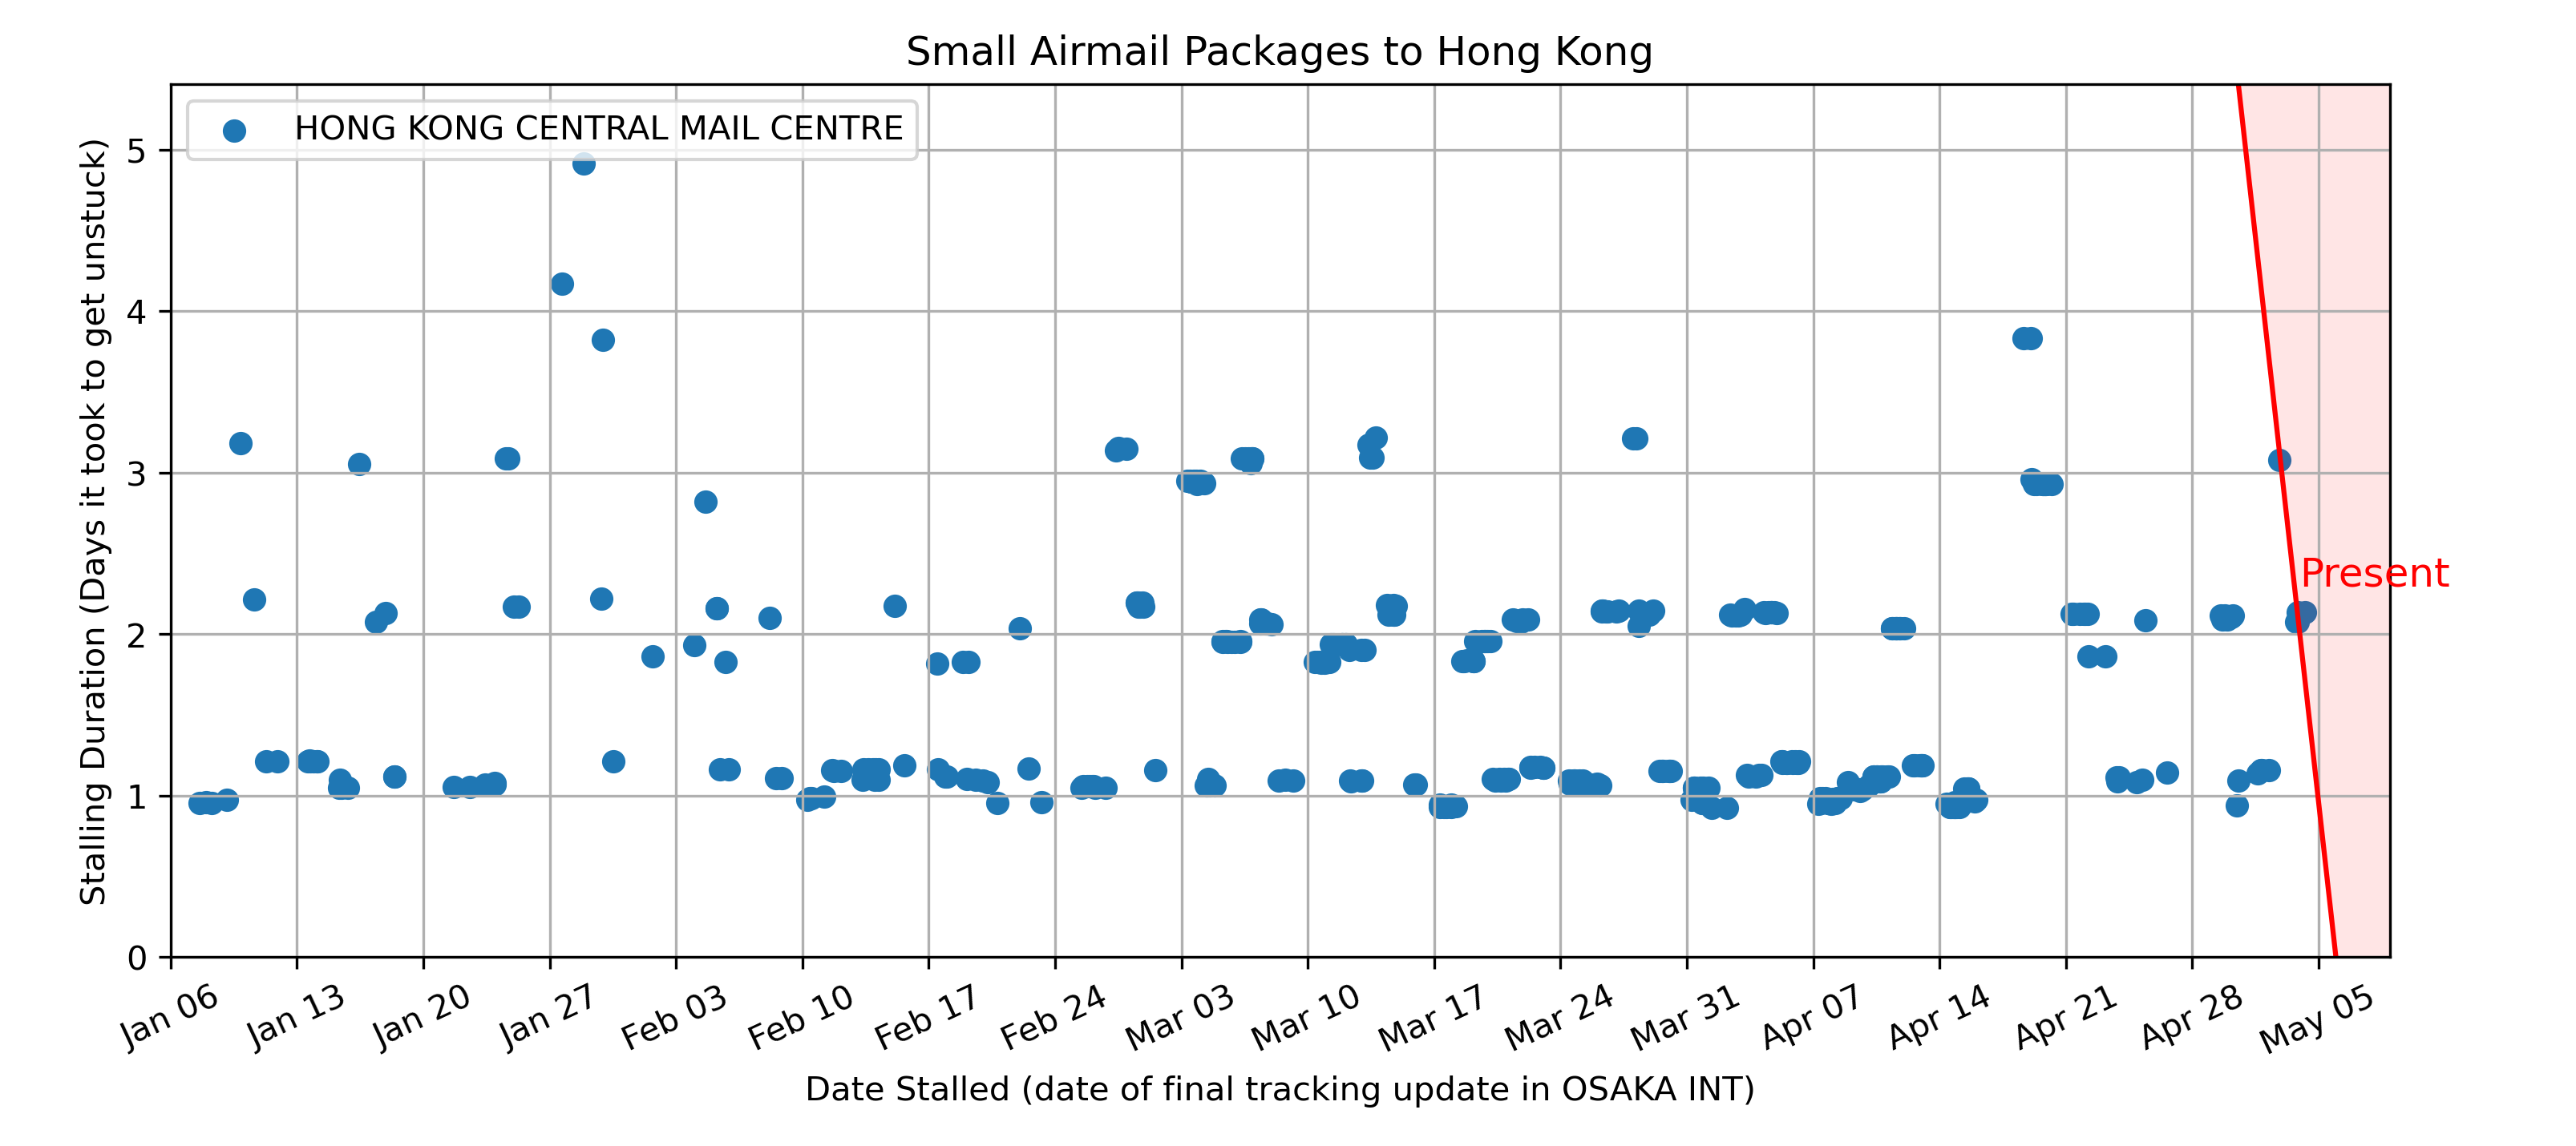 Small Airmail Packages to Hong Kong
HONG KONG CENTRAL MAIL CENTRE
Stalling Duration (Days it took to get unstuck)
5
4
3
2
1
0
Present
Jan 06
Jan 13
Jan 20
Jan 27
Feb 03
Feb 10
Feb 17
Feb 24
Mar 03
Mar 10
Mar 17
Mar 24
Mar 31
Apr 07
Apr 14
Apr 21
Apr 28
May 05
Date Stalled (date of final tracking update in OSAKA INT)